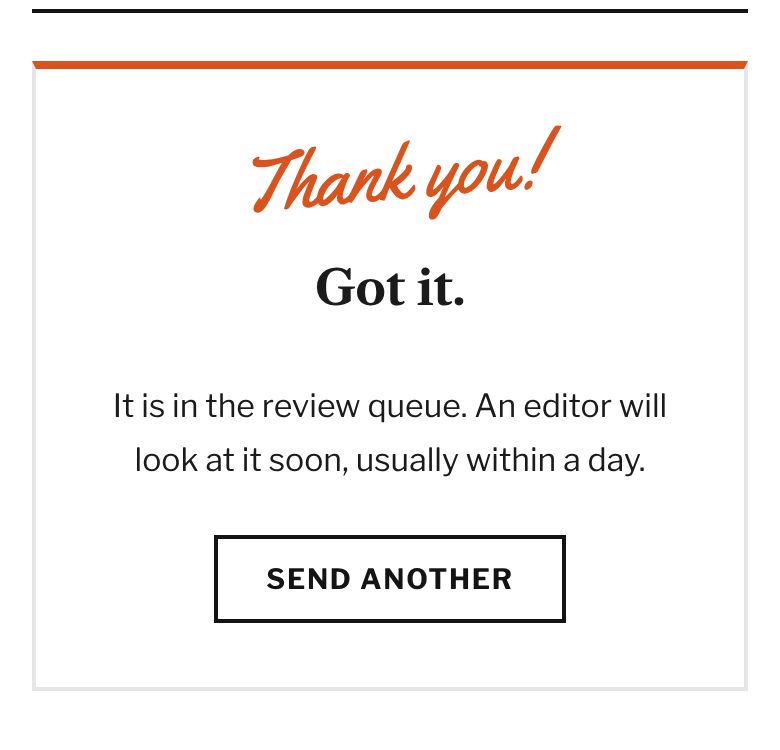 Thank you!
Got it.
It is in the review queue. An editor will
look at it soon, usually within a day.
SEND ANOTHER